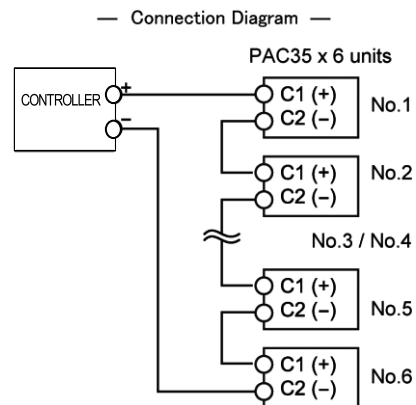 — Connection Diagram —
PAC35 x 6 units
CONTROLLER
+
−
C1 (+)
C2 (−)
No.1
C1 (+)
C2 (−)
No.2
No.3 / No.4
C1 (+)
C2 (−)
No.5
C1 (+)
C2 (−)
No.6